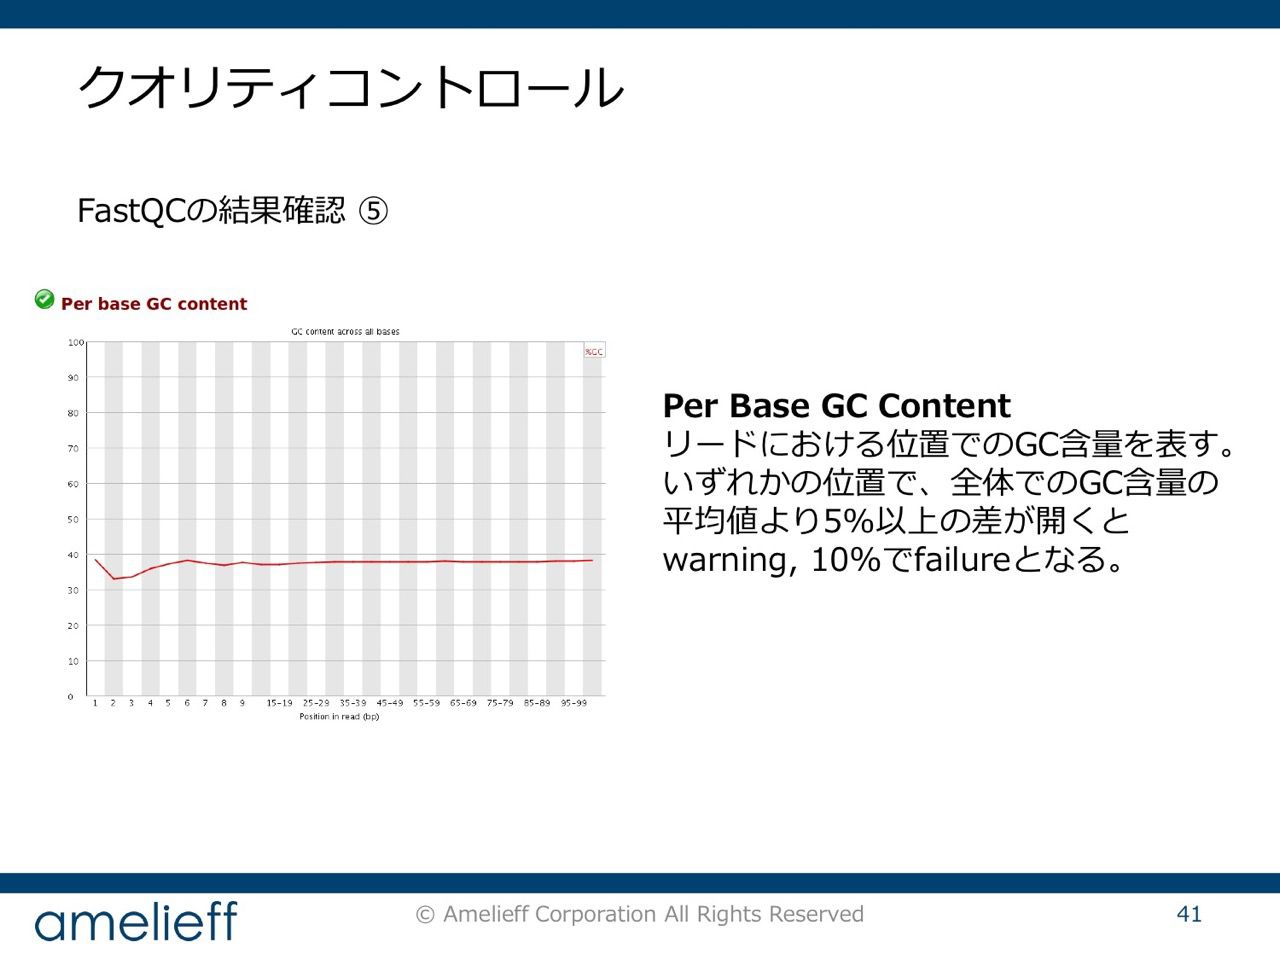 クオリティコントロール
FastQCの結果確認 ⑤
Per base GC content
GC content across all bases
%GC
100
90
80
70
60
50
40
30
20
10
0
1 2 3 4 5 6 7 8 9 15-19 25-29 35-39 45-49 55-59 65-69 75-79 85-89 95-99
Position in read (bp)
Per Base GC Content
リードにおける位置でのGC含量を表す。
いずれかの位置で、全体でのGC含量の
平均値より5%以上の差が開くと
warning, 10%でfailureとなる。
amelieff
© Amelieff Corporation All Rights Reserved
41